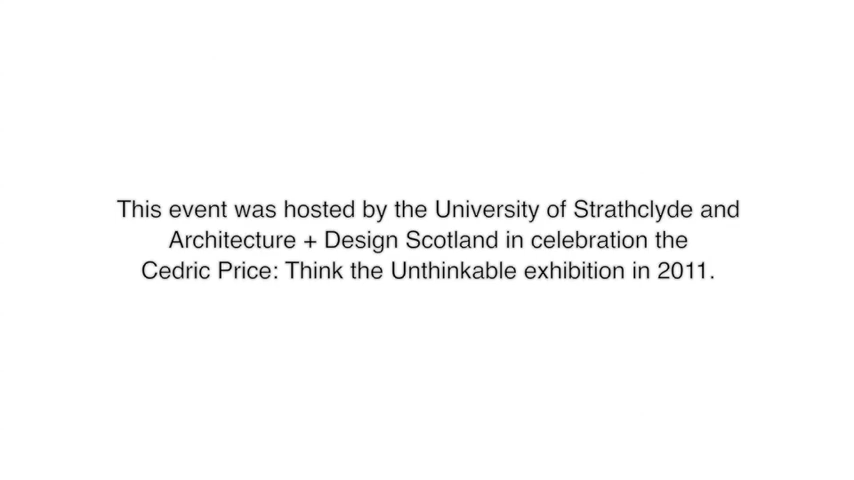 This event was hosted by the University of Strathclyde and
Architecture + Design Scotland in celebration the
Cedric Price: Think the Unthinkable exhibition in 2011.